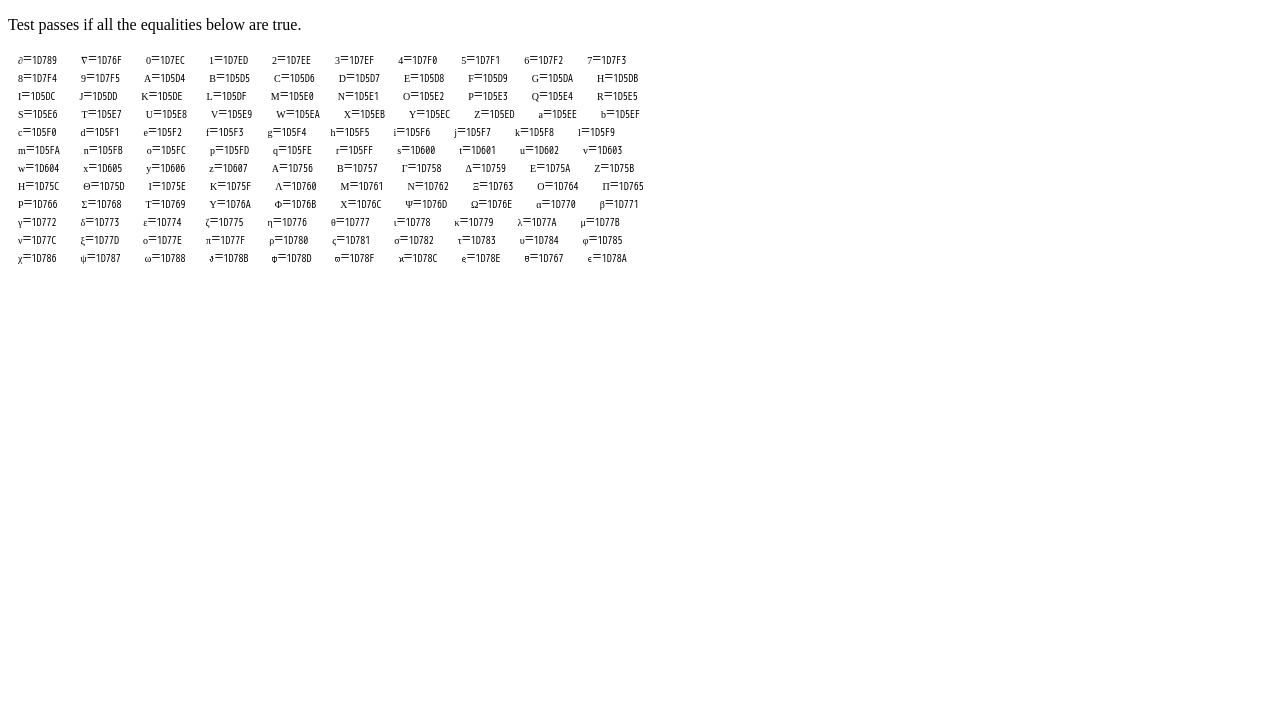 Test passes if all the equalities below are true.
∂=1D789 ∇=1D76F 0=1D7EC 1=1D7ED 2=1D7EE 3=1D7EF 4=1D7F0 5=1D7F1 6=1D7F2 7=1D7F3
8=1D7F4 9=1D7F5 A=1D5D4 B=1D5D5 C=1D5D6 D=1D5D7 E=1D5D8 F=1D5D9 G=1D5DA H=1D5DB
I=1D5DC J=1D5DD K=1D5DE L=1D5DF M=1D5E0 N=1D5E1 O=1D5E2 P=1D5E3 Q=1D5E4 R=1D5E5
S=1D5E6 T=1D5E7 U=1D5E8 V=1D5E9 W=1D5EA X=1D5EB Y=1D5EC Z=1D5ED a=1D5EE b=1D5EF
c=1D5F0 d=1D5F1 e=1D5F2 f=1D5F3 g=1D5F4 h=1D5F5 i=1D5F6 j=1D5F7 k=1D5F8 l=1D5F9
m=1D5FA n=1D5FB o=1D5FC p=1D5FD q=1D5FE r=1D5FF s=1D600 t=1D601 u=1D602 v=1D603
w=1D604 x=1D605 y=1D606 z=1D607 Α=1D756 Β=1D757 Γ=1D758 Δ=1D759 Ε=1D75A Ζ=1D75B
Η=1D75C Θ=1D75D Ι=1D75E Κ=1D75F Λ=1D760 Μ=1D761 Ν=1D762 Ξ=1D763 Ο=1D764 Π=1D765
Ρ=1D766 Σ=1D768 Τ=1D769 Υ=1D76A Φ=1D76B Χ=1D76C Ψ=1D76D Ω=1D76E α=1D770 β=1D771
γ=1D772 δ=1D773 ε=1D774 ζ=1D775 η=1D776 θ=1D777 ι=1D778 κ=1D779 λ=1D77A μ=1D77B
ν=1D77C ξ=1D77D ο=1D77E π=1D77F ρ=1D780 ς=1D781 σ=1D782 τ=1D783 υ=1D784 φ=1D785
χ=1D786 ψ=1D787 ω=1D788 ϑ=1D78B ϕ=1D78D ϖ=1D78F ϰ=1D78C ϱ=1D78E ϴ=1D767 ϵ=1D78A